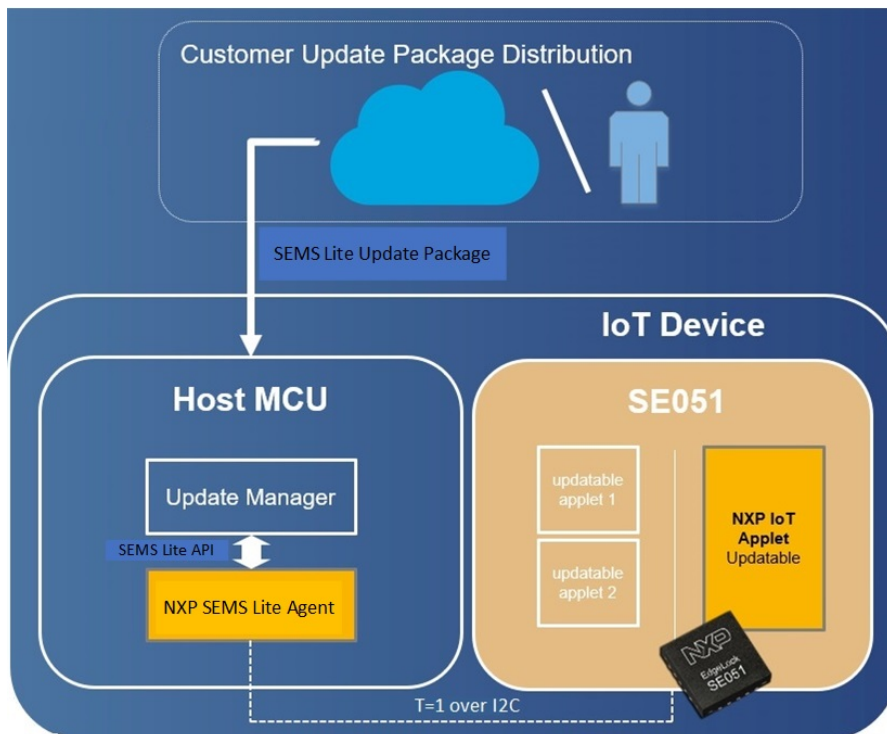 Customer Update Package Distribution
SEMS Lite Update Package
IoT Device
Host MCU
Update Manager
SEMS Lite API
NXP SEMS Lite Agent
SE051
updatable
applet 1
updatable
applet 2
NXP IoT
Applet
Updatable
NXP
EdgeLock
SE051
T=1 over I2C